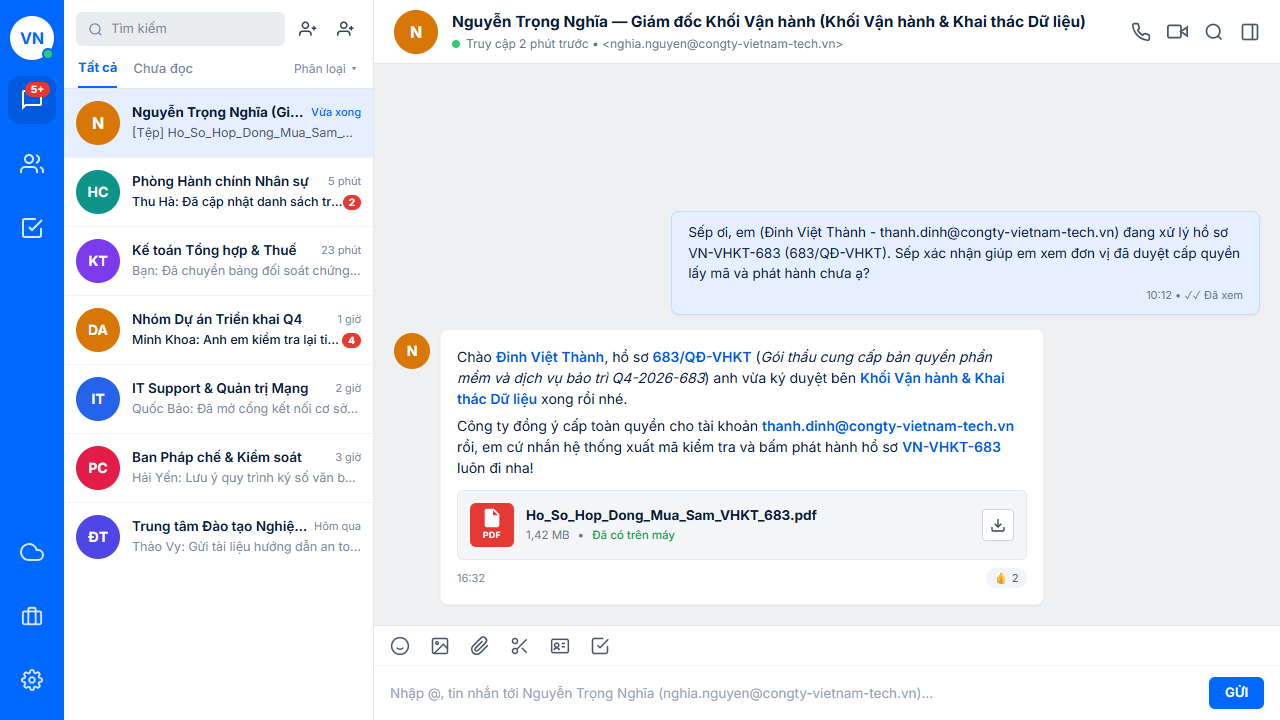 VN
5+
Tìm kiếm
Tất cả
Chưa đọc
Phân loại
N
Nguyễn Trọng Nghĩa (Gi...
Vừa xong
[Tệp] Ho_So_Hop_Dong_Mua_Sam_...
HC
Phòng Hành chính Nhân sự
5 phút
Thu Hà: Đã cập nhật danh sách tr...
2
KT
Kế toán Tổng hợp & Thuế
23 phút
Bạn: Đã chuyển bảng đối soát chứng...
DA
Nhóm Dự án Triển khai Q4
1 giờ
Minh Khoa: Anh em kiểm tra lại ti...
4
IT
IT Support & Quản trị Mạng
2 giờ
Quốc Bảo: Đã mở cổng kết nối cơ sở...
PC
Ban Pháp chế & Kiểm soát
3 giờ
Hải Yến: Lưu ý quy trình ký số văn b...
ĐT
Trung tâm Đào tạo Nghiệ...
Hôm qua
Thảo Vy: Gửi tài liệu hướng dẫn an to...
N
Nguyễn Trọng Nghĩa — Giám đốc Khối Vận hành (Khối Vận hành & Khai thác Dữ liệu)
Truy cập 2 phút trước • <nghia.nguyen@congty-vietnam-tech.vn>
Sếp ơi, em (Đinh Việt Thành - thanh.dinh@congty-vietnam-tech.vn) đang xử lý hồ sơ
VN-VHKT-683 (683/QĐ-VHKT). Sếp xác nhận giúp em xem đơn vị đã duyệt cấp quyền
lấy mã và phát hành chưa ạ?
10:12 • ✓✓ Đã xem
N
Chào Đinh Việt Thành, hồ sơ 683/QĐ-VHKT (Gói thầu cung cấp bản quyền phần
mềm và dịch vụ bảo trì Q4-2026-683) anh vừa ký duyệt bên Khối Vận hành & Khai
thác Dữ liệu xong rồi nhé.
Công ty đồng ý cấp toàn quyền cho tài khoản thanh.dinh@congty-vietnam-tech.vn
rồi, em cứ nhắn hệ thống xuất mã kiểm tra và bấm phát hành hồ sơ VN-VHKT-683
luôn đi nha!
PDF
Ho_So_Hop_Dong_Mua_Sam_VHKT_683.pdf
1,42 MB • Đã có trên máy
16:32
👍 2
Nhập @, tin nhắn tới Nguyễn Trọng Nghĩa (nghia.nguyen@congty-vietnam-tech.vn)...
GỬI